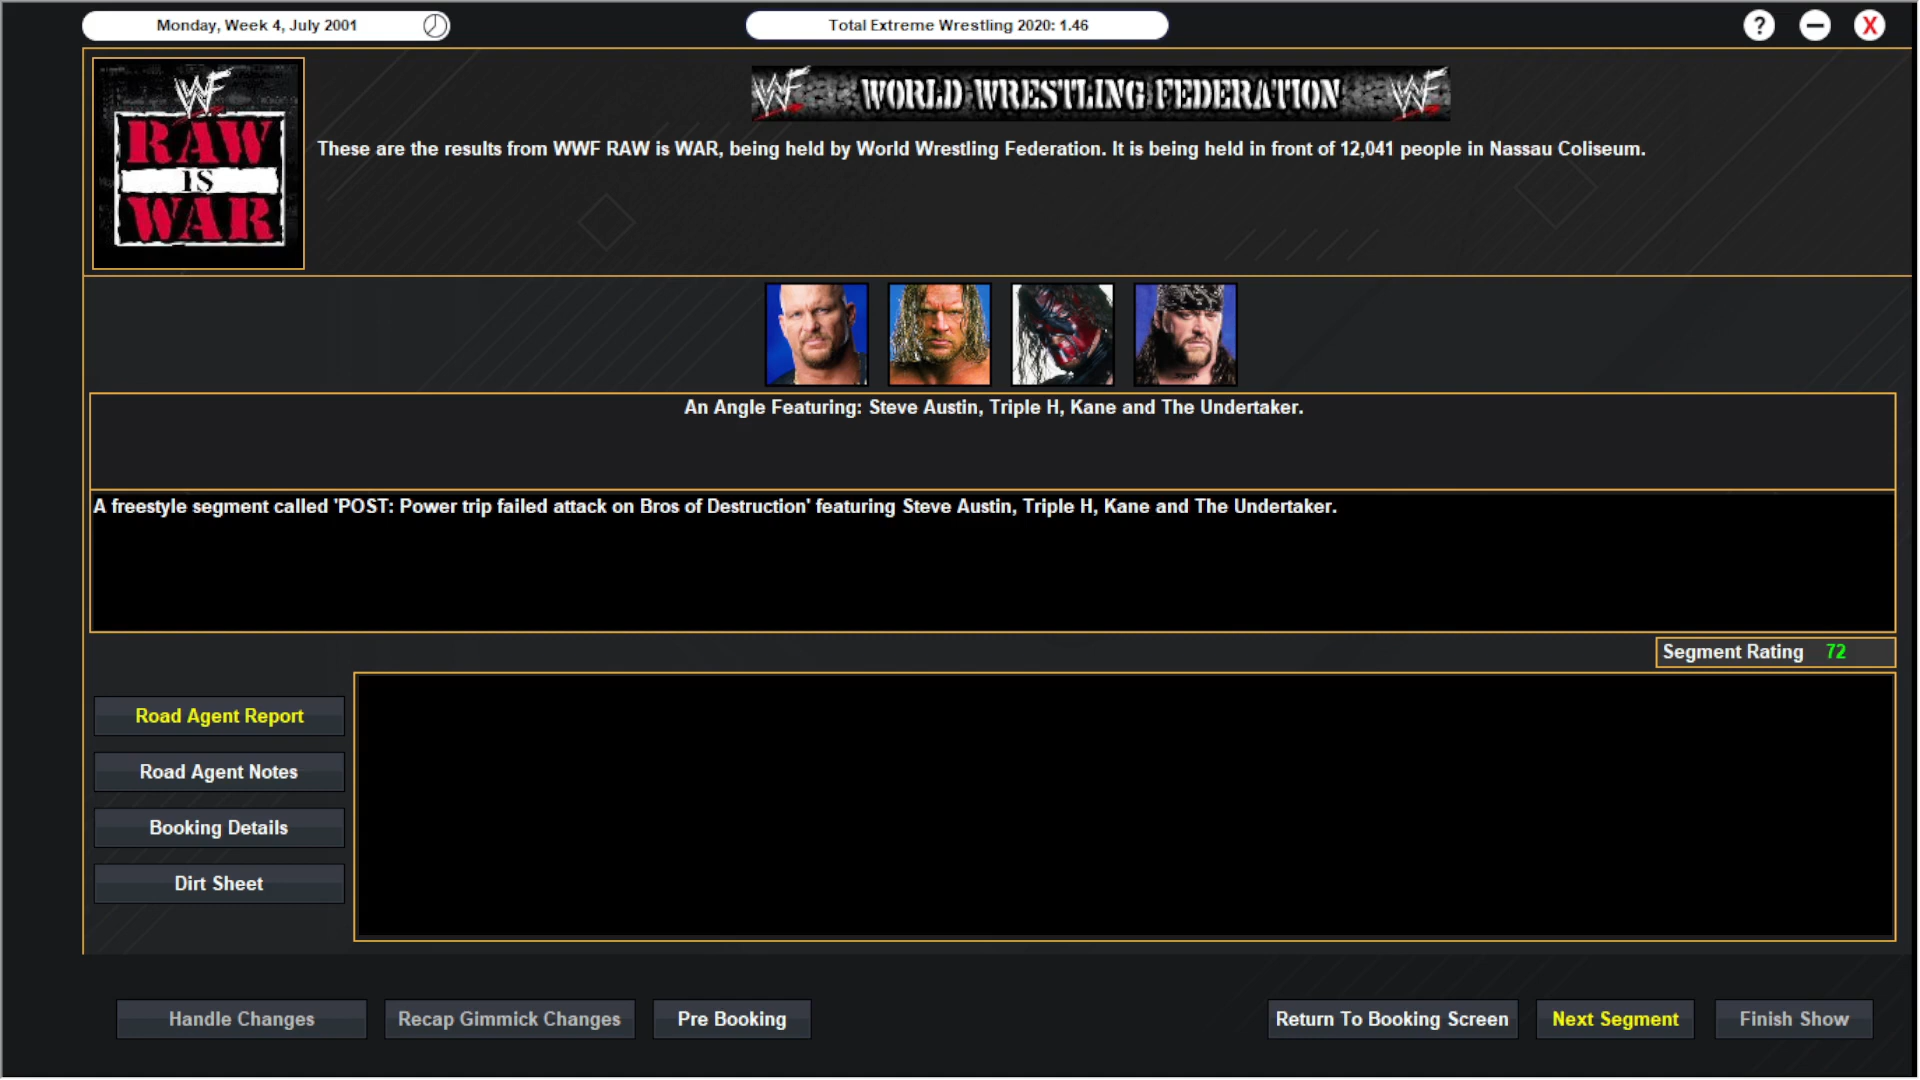 Monday, Week 4, July 2001
Total Extreme Wrestling 2020: 1.46
?
X
WF
RAW
IS
WAR
WF WORLD WRESTLING FEDERATION WF
These are the results from WWF RAW is WAR, being held by World Wrestling Federation. It is being held in front of 12,041 people in Nassau Coliseum.
An Angle Featuring: Steve Austin, Triple H, Kane and The Undertaker.
A freestyle segment called 'POST: Power trip failed attack on Bros of Destruction' featuring Steve Austin, Triple H, Kane and The Undertaker.
Segment Rating 72
Road Agent Report
Road Agent Notes
Booking Details
Dirt Sheet
Handle Changes
Recap Gimmick Changes
Pre Booking
Return To Booking Screen
Next Segment
Finish Show